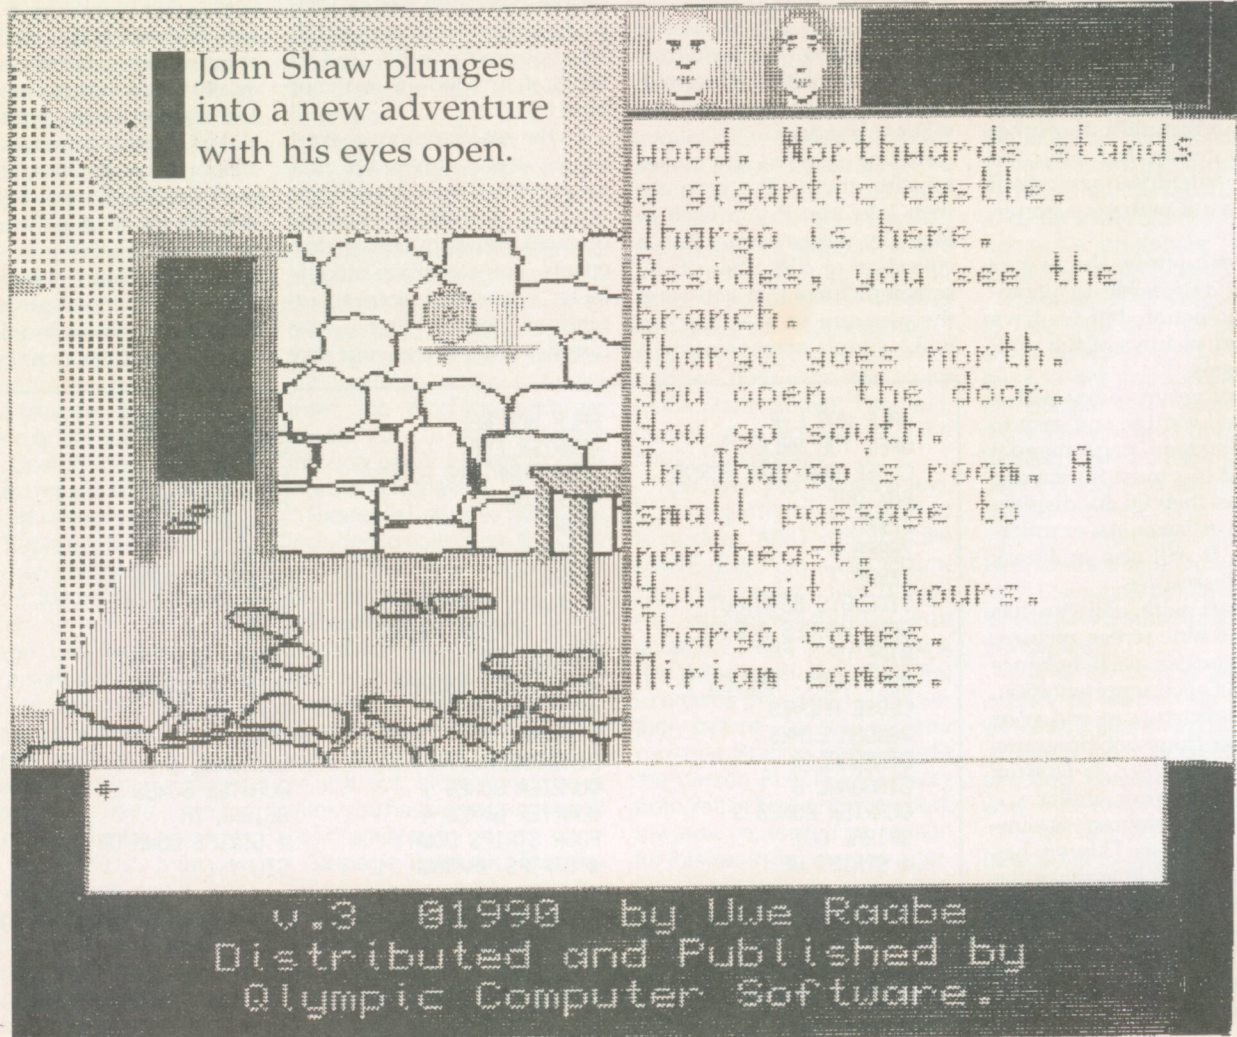 John Shaw plunges
into a new adventure
with his eyes open.
wood. Northwards stands
a gigantic castle.
Thargo is here.
Besides, you see the
branch.
Thargo goes north.
You open the door.
You go south.
In Thargo's room. A
small passage to
northeast.
You wait 2 hours.
Thargo comes.
Mirian comes.
v.3 @1990 by Uwe Raabe
Distributed and Published by
Olympic Computer Software.